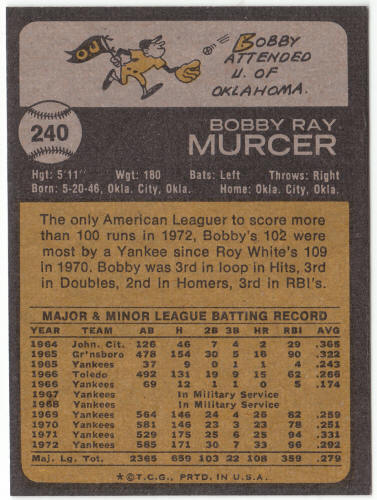 OU
BOBBY
ATTENDED
U. OF
OKLAHOMA.
240
BOBBY RAY
MURCER
Hgt: 5'11" Wgt: 180 Bats: Left Throws: Right
Born: 5-20-46, Okla. City, Okla. Home: Okla. City, Okla.
The only American Leaguer to score more
than 100 runs in 1972, Bobby's 102 were
most by a Yankee since Roy White's 109
in 1970. Bobby was 3rd in loop in Hits, 3rd
in Doubles, 2nd in Homers, 3rd in RBI's.
MAJOR & MINOR LEAGUE BATTING RECORD
YEAR TEAM AB H 2B 3B HR RBI AVG
1964 John. Cit. 126 46 7 4 2 29 .365
1965 Gr'nsboro 478 154 30 5 16 90 .322
1965 Yankees 37 9 0 1 1 4 .243
1966 Toledo 492 131 19 9 15 62 .266
1966 Yankees 69 12 1 1 0 5 .174
1967 Yankees In Military Service
1968 Yankees In Military Service
1969 Yankees 564 146 24 4 26 82 .259
1970 Yankees 581 146 23 3 23 78 .251
1971 Yankees 529 175 25 6 25 94 .331
1972 Yankees 585 171 30 7 33 96 .292
Maj. Lg. Tot. 2365 659 103 22 108 359 .279
*©T.C.G., PRTD. IN U.S.A.